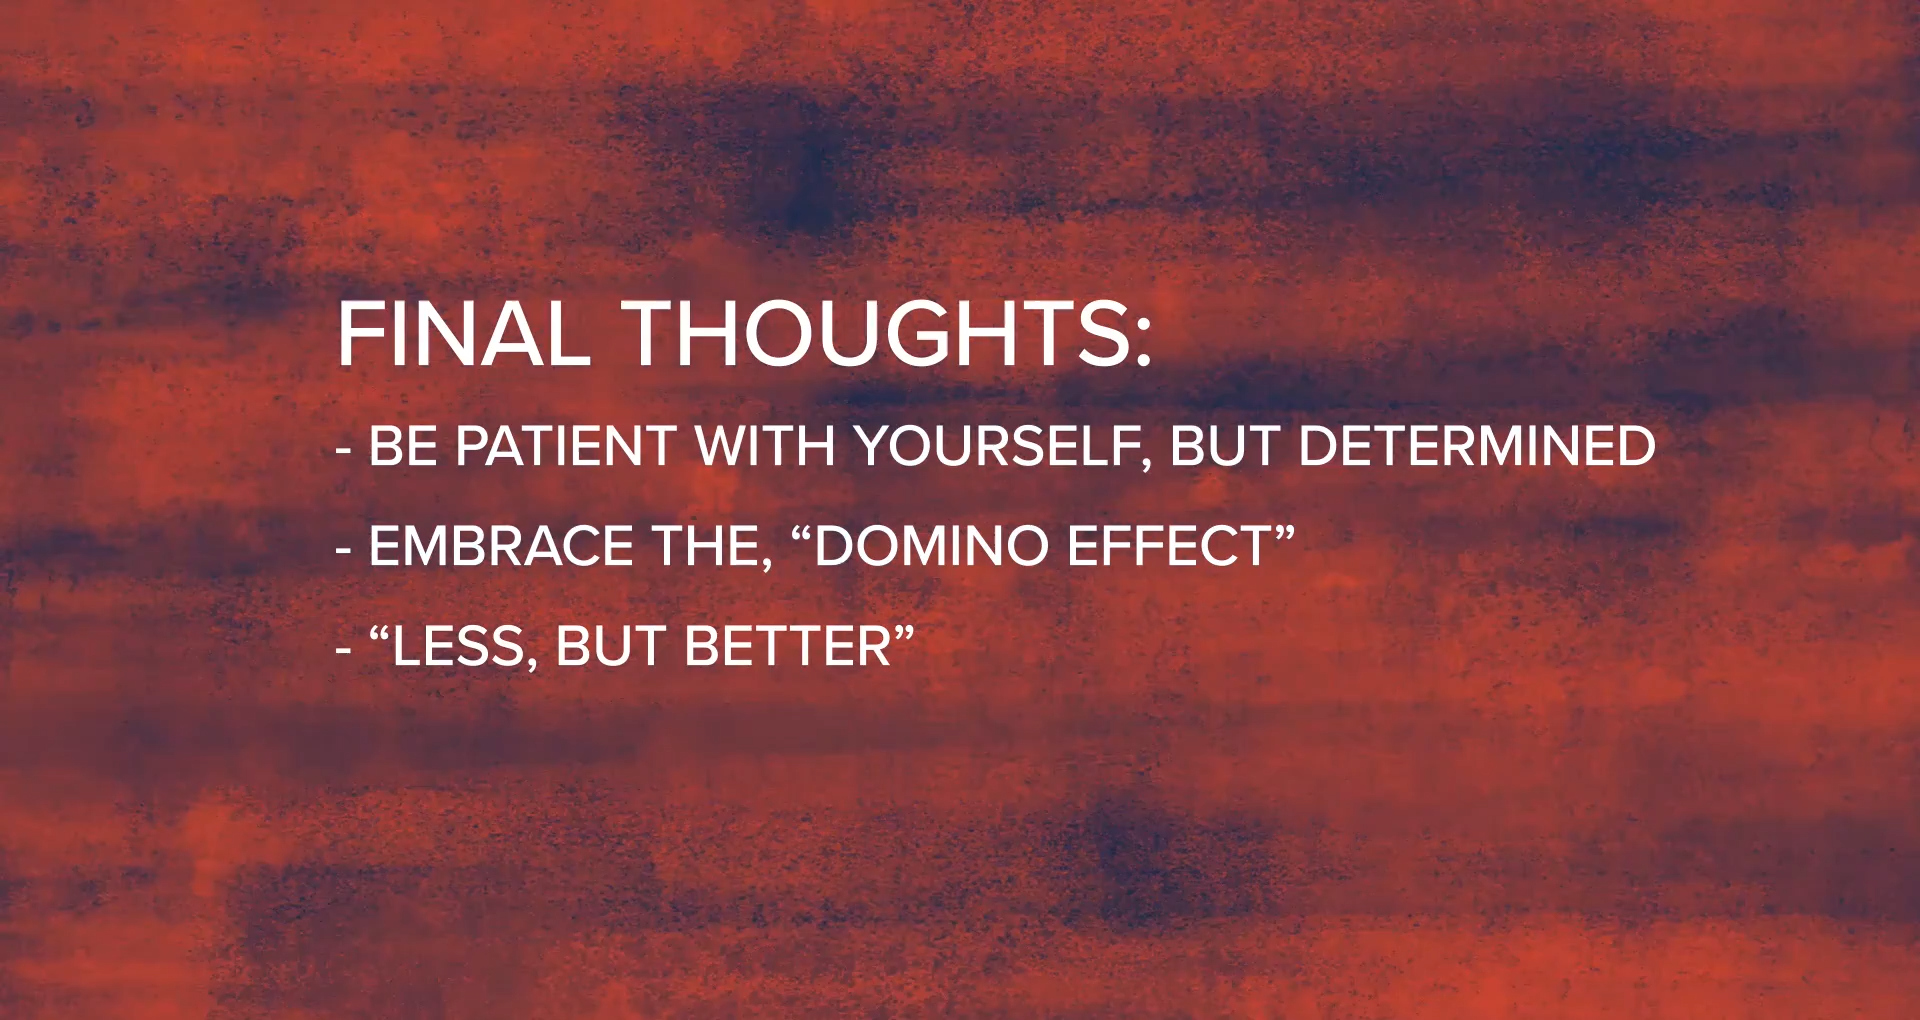 FINAL THOUGHTS:
- BE PATIENT WITH YOURSELF, BUT DETERMINED
- EMBRACE THE, “DOMINO EFFECT”
- “LESS, BUT BETTER”